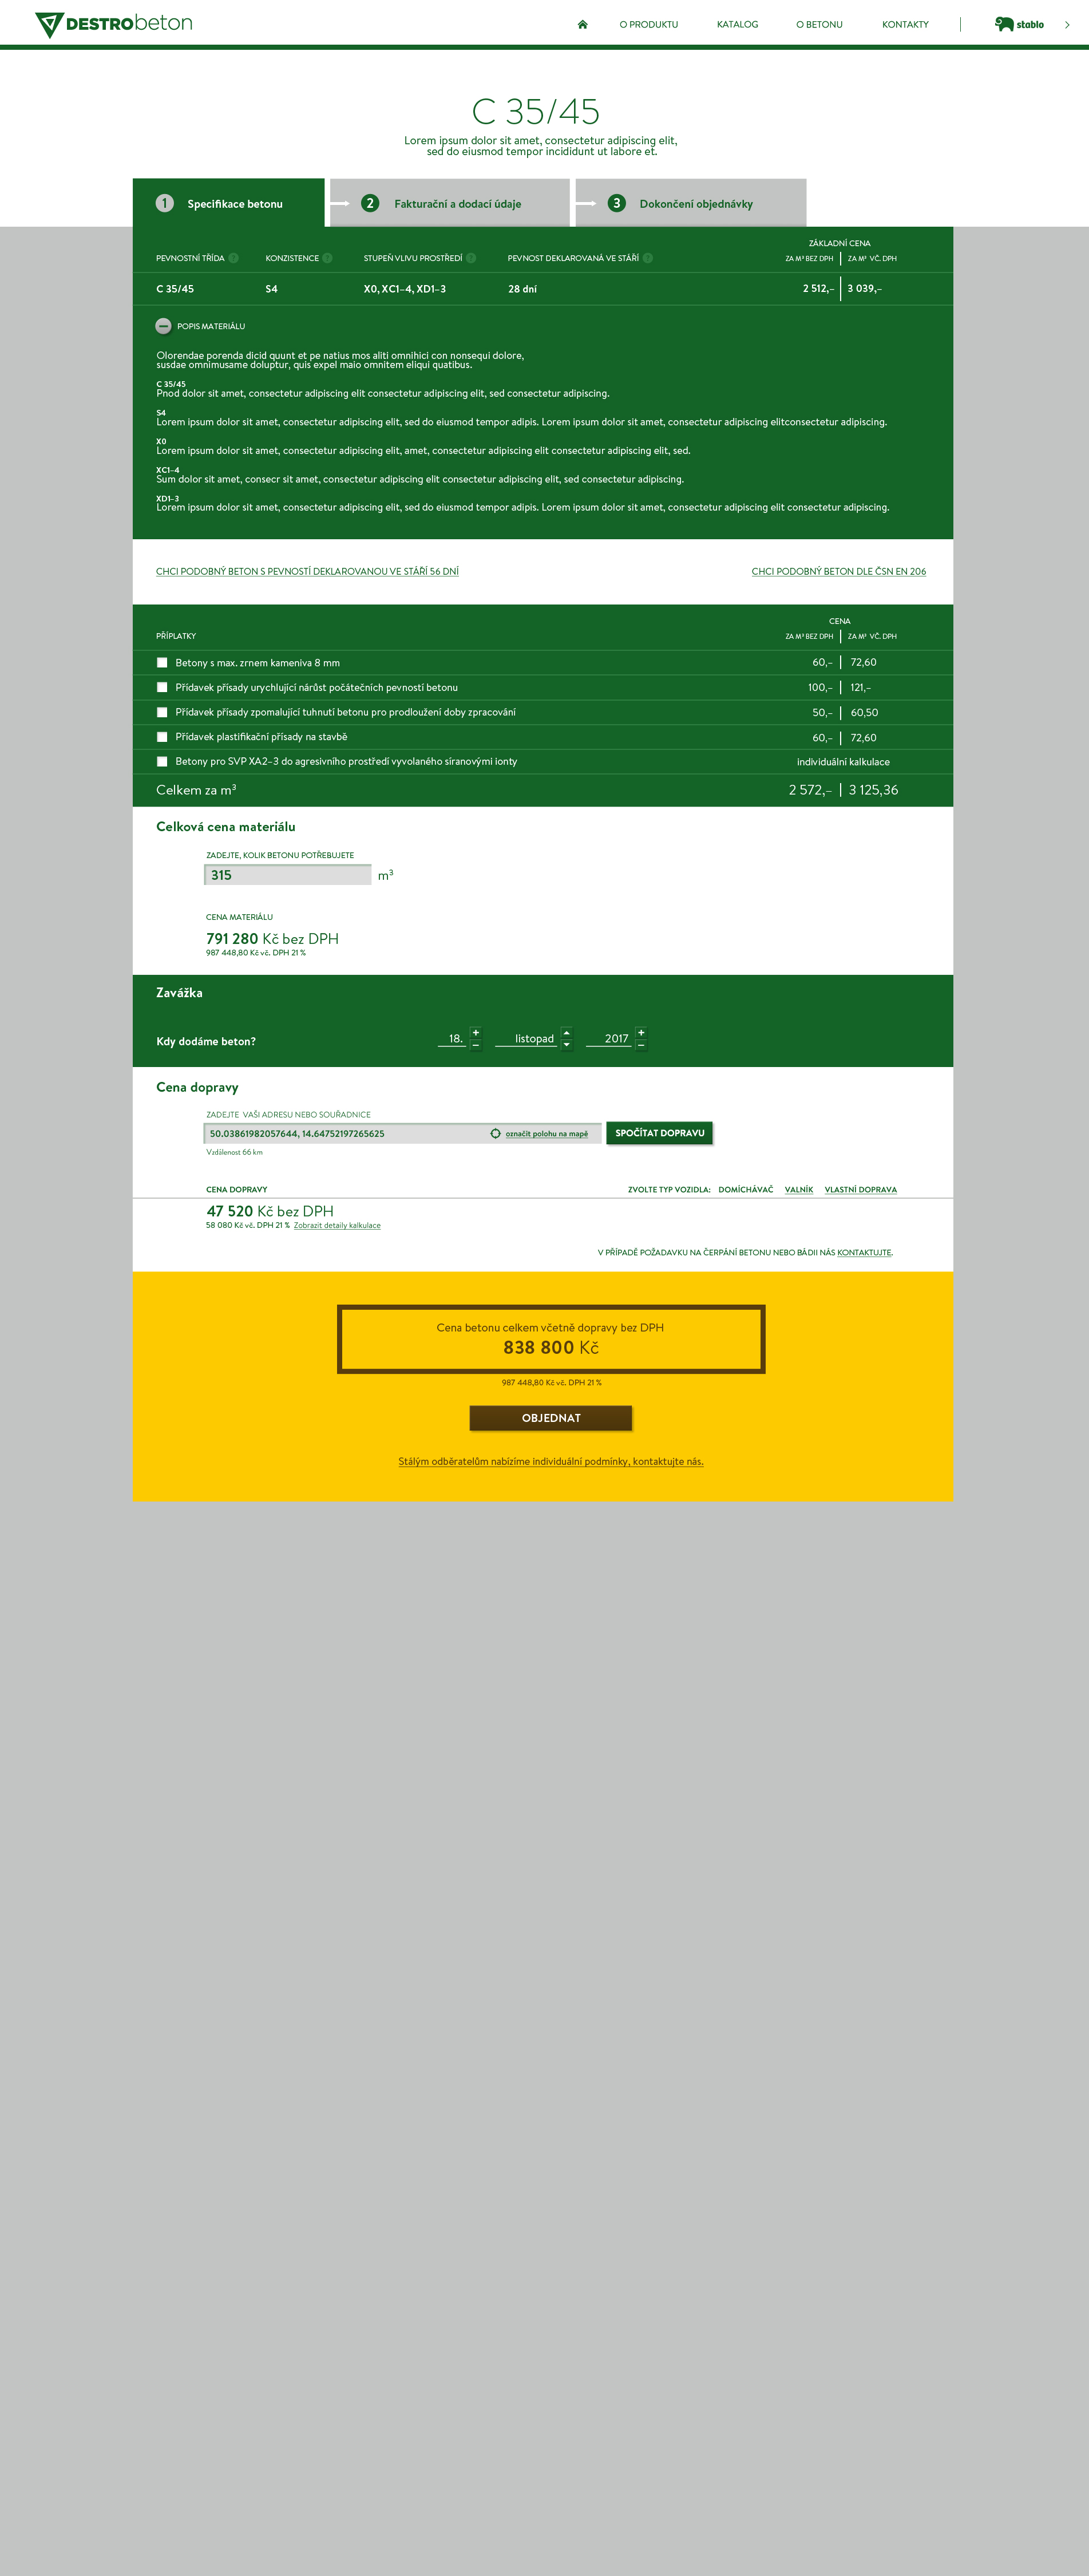 DESTRObeton
O PRODUKTU
KATALOG
O BETONU
KONTAKTY
stablo
C 35/45
Lorem ipsum dolor sit amet, consectetur adipiscing elit,
sed do eiusmod tempor incididunt ut labore et.
1 Specifikace betonu
2 Fakturační a dodací údaje
3 Dokončení objednávky
ZÁKLADNÍ CENA
PEVNOSTNÍ TŘÍDA ? KONZISTENCE ? STUPEŇ VLIVU PROSTŘEDÍ ? PEVNOST DEKLAROVANÁ VE STÁŘÍ ? ZA M³ BEZ DPH ZA M³ VČ. DPH
C 35/45 S4 X0, XC1–4, XD1–3 28 dní 2 512,– 3 039,–
POPIS MATERIÁLU
Olorendae porenda dicid quunt et pe natius mos aliti omnihici con nonsequi dolore,
susdae omnimusame doluptur, quis expel maio omnitem eliqui quatibus.
C 35/45
Pnod dolor sit amet, consectetur adipiscing elit consectetur adipiscing elit, sed consectetur adipiscing.
S4
Lorem ipsum dolor sit amet, consectetur adipiscing elit, sed do eiusmod tempor adipis. Lorem ipsum dolor sit amet, consectetur adipiscing elitconsectetur adipiscing.
X0
Lorem ipsum dolor sit amet, consectetur adipiscing elit, amet, consectetur adipiscing elit consectetur adipiscing elit, sed.
XC1–4
Sum dolor sit amet, consecr sit amet, consectetur adipiscing elit consectetur adipiscing elit, sed consectetur adipiscing.
XD1–3
Lorem ipsum dolor sit amet, consectetur adipiscing elit, sed do eiusmod tempor adipis. Lorem ipsum dolor sit amet, consectetur adipiscing elit consectetur adipiscing.
CHCI PODOBNÝ BETON S PEVNOSTÍ DEKLAROVANOU VE STÁŘÍ 56 DNÍ
CHCI PODOBNÝ BETON DLE ČSN EN 206
CENA
PŘÍPLATKY ZA M³ BEZ DPH ZA M³ VČ. DPH
Betony s max. zrnem kameniva 8 mm 60,– 72,60
Přídavek přísady urychlující nárůst počátečních pevností betonu 100,– 121,–
Přídavek přísady zpomalující tuhnutí betonu pro prodloužení doby zpracování 50,– 60,50
Přídavek plastifikační přísady na stavbě 60,– 72,60
Betony pro SVP XA2–3 do agresivního prostředí vyvolaného síranovými ionty individuální kalkulace
Celkem za m³ 2 572,– 3 125,36
Celková cena materiálu
ZADEJTE, KOLIK BETONU POTŘEBUJETE
315 m³
CENA MATERIÁLU
791 280 Kč bez DPH
987 448,80 Kč vč. DPH 21 %
Zavážka
Kdy dodáme beton? 18. + − listopad 2017 + −
Cena dopravy
ZADEJTE VAŠI ADRESU NEBO SOUŘADNICE
50.03861982057644, 14.64752197265625 označit polohu na mapě SPOČÍTAT DOPRAVU
Vzdálenost 66 km
CENA DOPRAVY ZVOLTE TYP VOZIDLA: DOMÍCHÁVAČ VALNÍK VLASTNÍ DOPRAVA
47 520 Kč bez DPH
58 080 Kč vč. DPH 21 % Zobrazit detaily kalkulace
V PŘÍPADĚ POŽADAVKU NA ČERPÁNÍ BETONU NEBO BÁDII NÁS KONTAKTUJTE.
Cena betonu celkem včetně dopravy bez DPH
838 800 Kč
987 448,80 Kč vč. DPH 21 %
OBJEDNAT
Stálým odběratelům nabízíme individuální podmínky, kontaktujte nás.